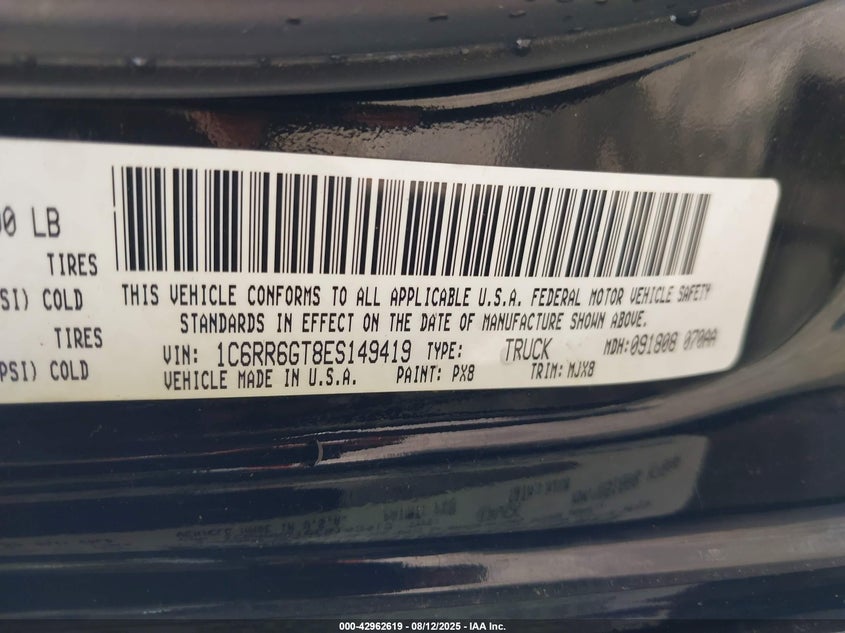 00 LB
TIRES
SI) COLD
TIRES
PSI) COLD
THIS VEHICLE CONFORMS TO ALL APPLICABLE U.S.A. FEDERAL MOTOR VEHICLE SAFETY
STANDARDS IN EFFECT ON THE DATE OF MANUFACTURE SHOWN ABOVE.
VIN: 1C6RR6GT8ES149419 TYPE: TRUCK MDH:091808 070AA
VEHICLE MADE IN U.S.A. PAINT: PX8 TRIM: MJX8
000-42962619 - 08/12/2025 - IAA Inc.